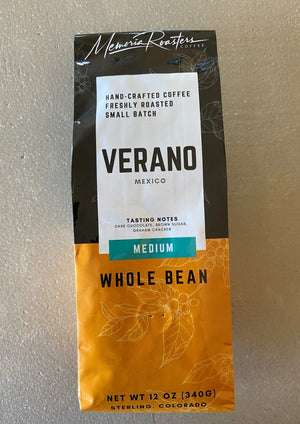 Memoria Roasters
COFFEE
HAND-CRAFTED COFFEE
FRESHLY ROASTED
SMALL BATCH
VERANO
MEXICO
TASTING NOTES
DARK CHOCOLATE, BROWN SUGAR,
GRAHAM CRACKER
MEDIUM
WHOLE BEAN
NET WT 12 OZ (340G)
STERLING, COLORADO